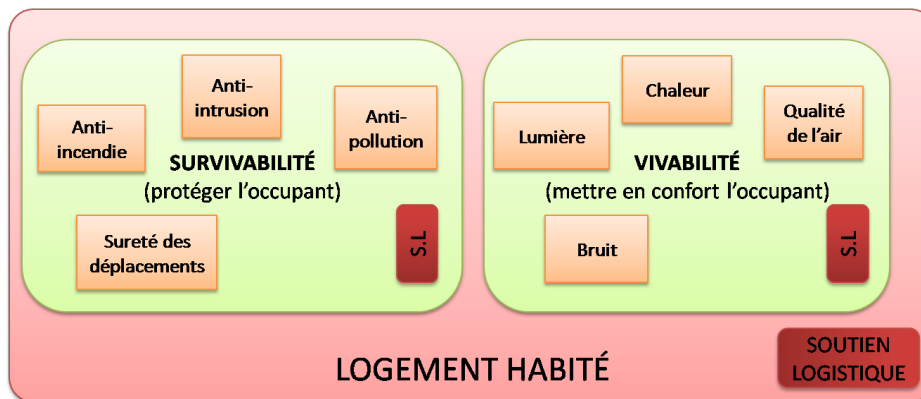 Anti-
intrusion
Anti-
incendie
Anti-
pollution
SURVIVABILITÉ
(protéger l'occupant)
Sureté des
déplacements
S.L
Chaleur
Lumière
Qualité
de l'air
VIVABILITÉ
(mettre en confort l'occupant)
Bruit
S.L
LOGEMENT HABITÉ
SOUTIEN
LOGISTIQUE